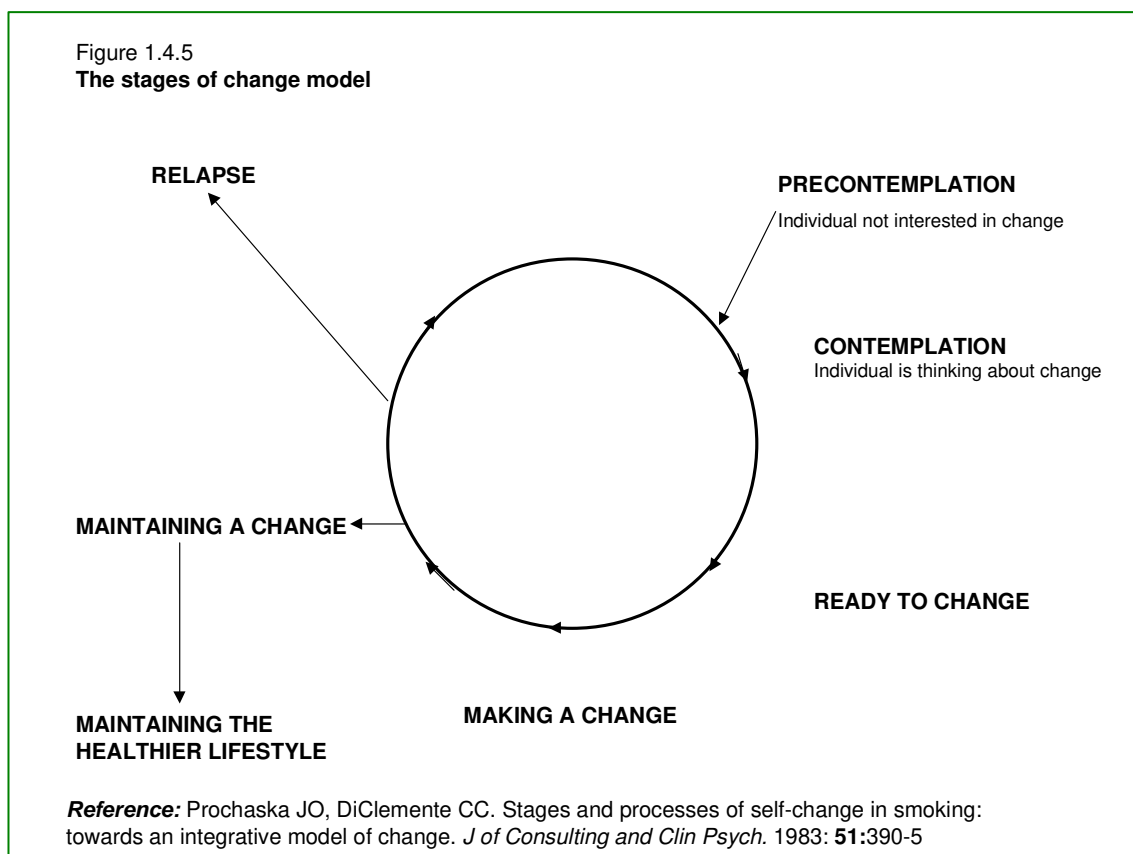 Figure 1.4.5
The stages of change model
RELAPSE
PRECONTEMPLATION
Individual not interested in change
CONTEMPLATION
Individual is thinking about change
MAINTAINING A CHANGE
READY TO CHANGE
MAKING A CHANGE
MAINTAINING THE
HEALTHIER LIFESTYLE
Reference: Prochaska JO, DiClemente CC. Stages and processes of self-change in smoking:
towards an integrative model of change. J of Consulting and Clin Psych. 1983: 51:390-5